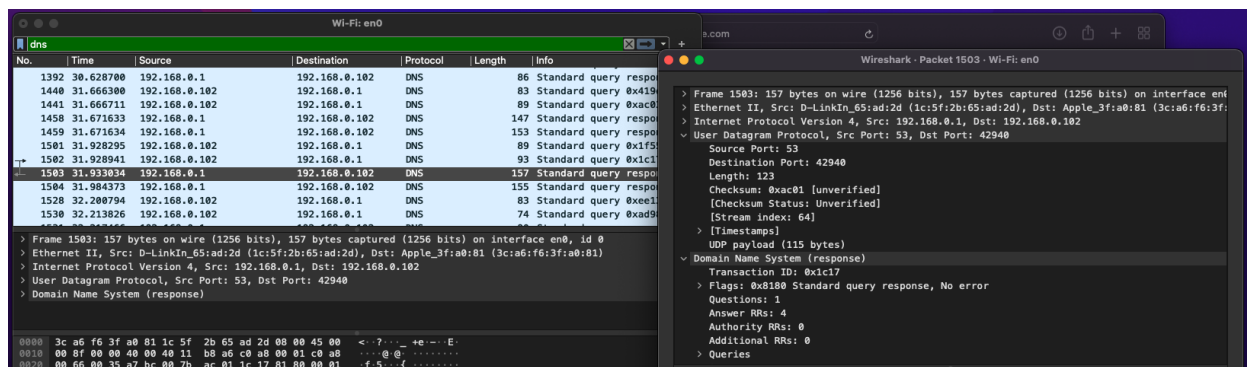 Wi-Fi: en0
dns
+
No. Time Source Destination Protocol Length Info
1392 30.628700 192.168.0.1 192.168.0.102 DNS 86 Standard query respo
1440 31.666300 192.168.0.102 192.168.0.1 DNS 83 Standard query 0x419
1441 31.666711 192.168.0.102 192.168.0.1 DNS 89 Standard query 0xac0
1458 31.671633 192.168.0.1 192.168.0.102 DNS 147 Standard query respo
1459 31.671634 192.168.0.1 192.168.0.102 DNS 153 Standard query respo
1501 31.928295 192.168.0.102 192.168.0.1 DNS 89 Standard query 0x1f5
1502 31.928941 192.168.0.102 192.168.0.1 DNS 93 Standard query 0x1c1
1503 31.933034 192.168.0.1 192.168.0.102 DNS 157 Standard query respo
1504 31.984373 192.168.0.1 192.168.0.102 DNS 155 Standard query respo
1528 32.200794 192.168.0.102 192.168.0.1 DNS 83 Standard query 0xee1
1530 32.213826 192.168.0.102 192.168.0.1 DNS 74 Standard query 0xad9
> Frame 1503: 157 bytes on wire (1256 bits), 157 bytes captured (1256 bits) on interface en0, id 0
> Ethernet II, Src: D-LinkIn_65:ad:2d (1c:5f:2b:65:ad:2d), Dst: Apple_3f:a0:81 (3c:a6:f6:3f:a0:81)
> Internet Protocol Version 4, Src: 192.168.0.1, Dst: 192.168.0.102
> User Datagram Protocol, Src Port: 53, Dst Port: 42940
> Domain Name System (response)
0000 3c a6 f6 3f a0 81 1c 5f 2b 65 ad 2d 08 00 45 00 <··?···_ +e·-··E·
0010 00 8f 00 00 40 00 40 11 b8 a6 c0 a8 00 01 c0 a8 ····@·@· ········
0020 00 66 00 35 a7 bc 00 7b ac 01 1c 17 81 80 00 01 ·f·5···{ ········
e.com
Wireshark · Packet 1503 · Wi-Fi: en0
> Frame 1503: 157 bytes on wire (1256 bits), 157 bytes captured (1256 bits) on interface en
> Ethernet II, Src: D-LinkIn_65:ad:2d (1c:5f:2b:65:ad:2d), Dst: Apple_3f:a0:81 (3c:a6:f6:3f:
> Internet Protocol Version 4, Src: 192.168.0.1, Dst: 192.168.0.102
User Datagram Protocol, Src Port: 53, Dst Port: 42940
Source Port: 53
Destination Port: 42940
Length: 123
Checksum: 0xac01 [unverified]
[Checksum Status: Unverified]
[Stream index: 64]
> [Timestamps]
UDP payload (115 bytes)
Domain Name System (response)
Transaction ID: 0x1c17
> Flags: 0x8180 Standard query response, No error
Questions: 1
Answer RRs: 4
Authority RRs: 0
Additional RRs: 0
> Queries